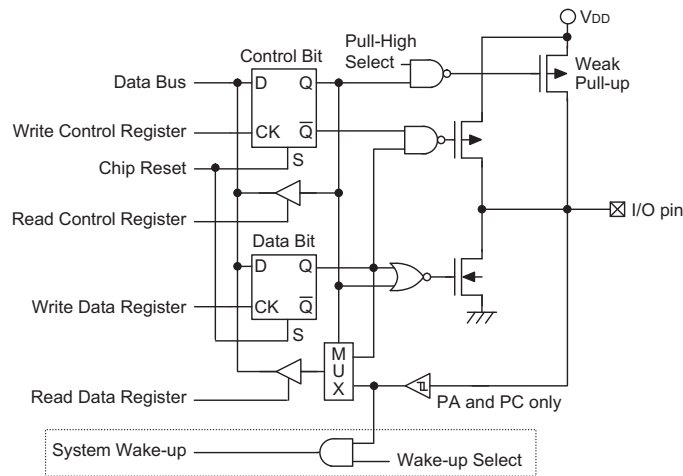 VDD
Control Bit
Pull-High
Select
Weak
Pull-up
Data Bus
D
Q
Write Control Register
CK
Q̅
S
Chip Reset
Read Control Register
I/O pin
Data Bit
D
Q
Write Data Register
CK
Q̅
S
M
U
X
Read Data Register
PA and PC only
System Wake-up
Wake-up Select